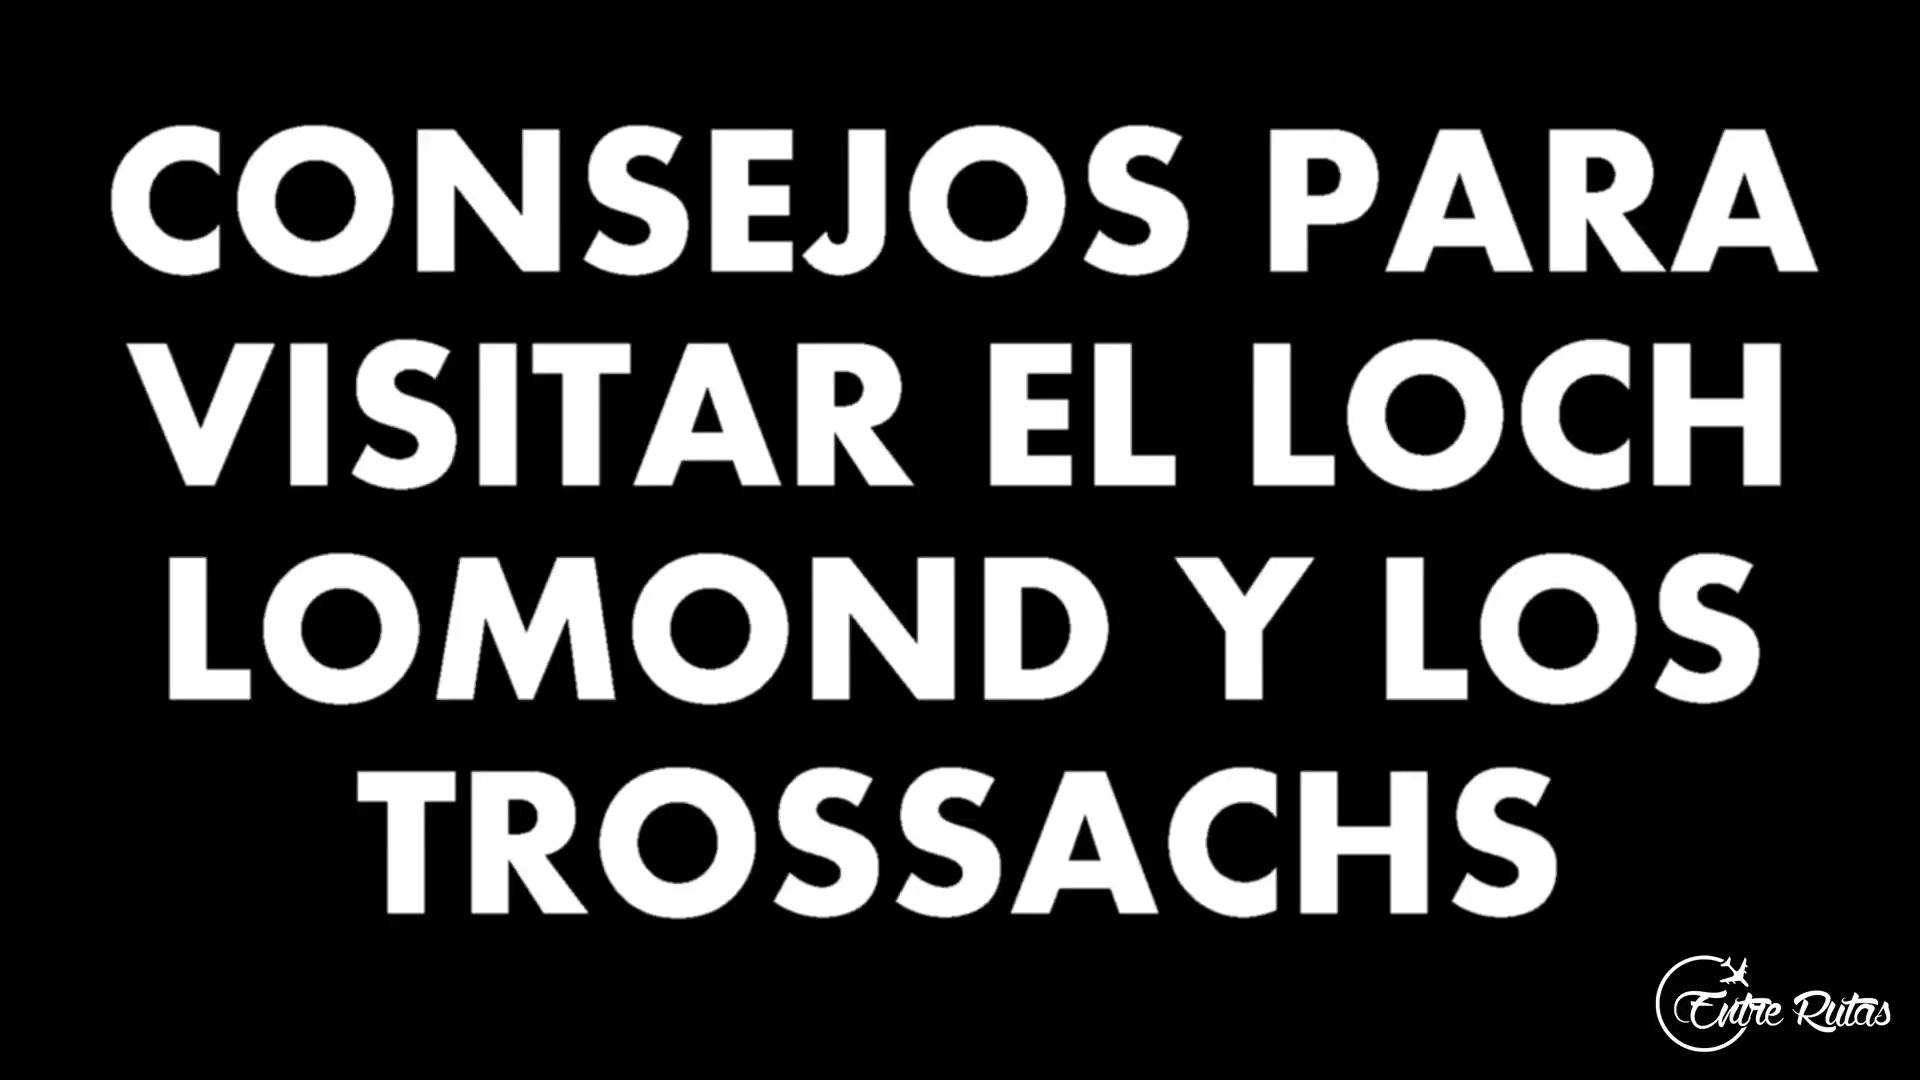 CONSEJOS PARA
VISITAR EL LOCH
LOMOND Y LOS
TROSSACHS
Entre Rutas